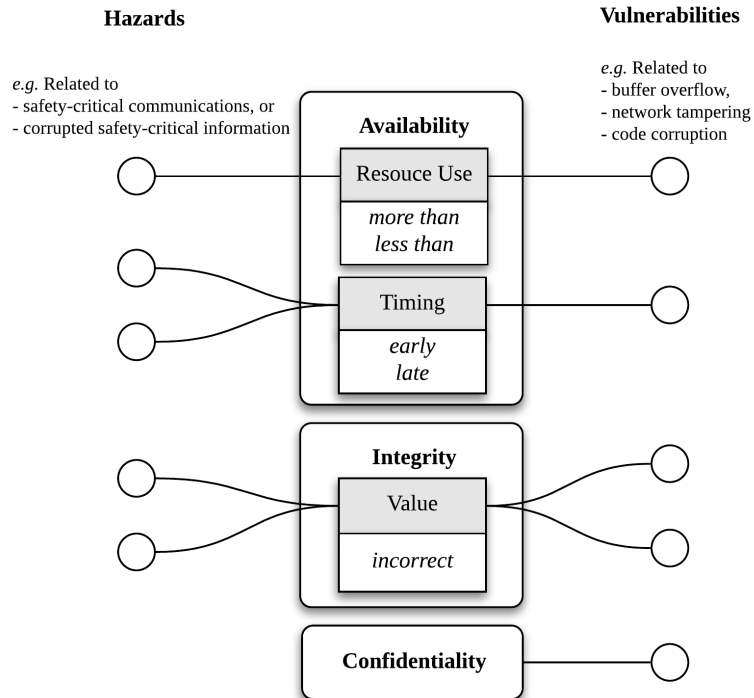 Hazards
Vulnerabilities
e.g. Related to
- safety-critical communications, or
- corrupted safety-critical information
e.g. Related to
- buffer overflow,
- network tampering
- code corruption
Availability
Resouce Use
more than
less than
Timing
early
late
Integrity
Value
incorrect
Confidentiality